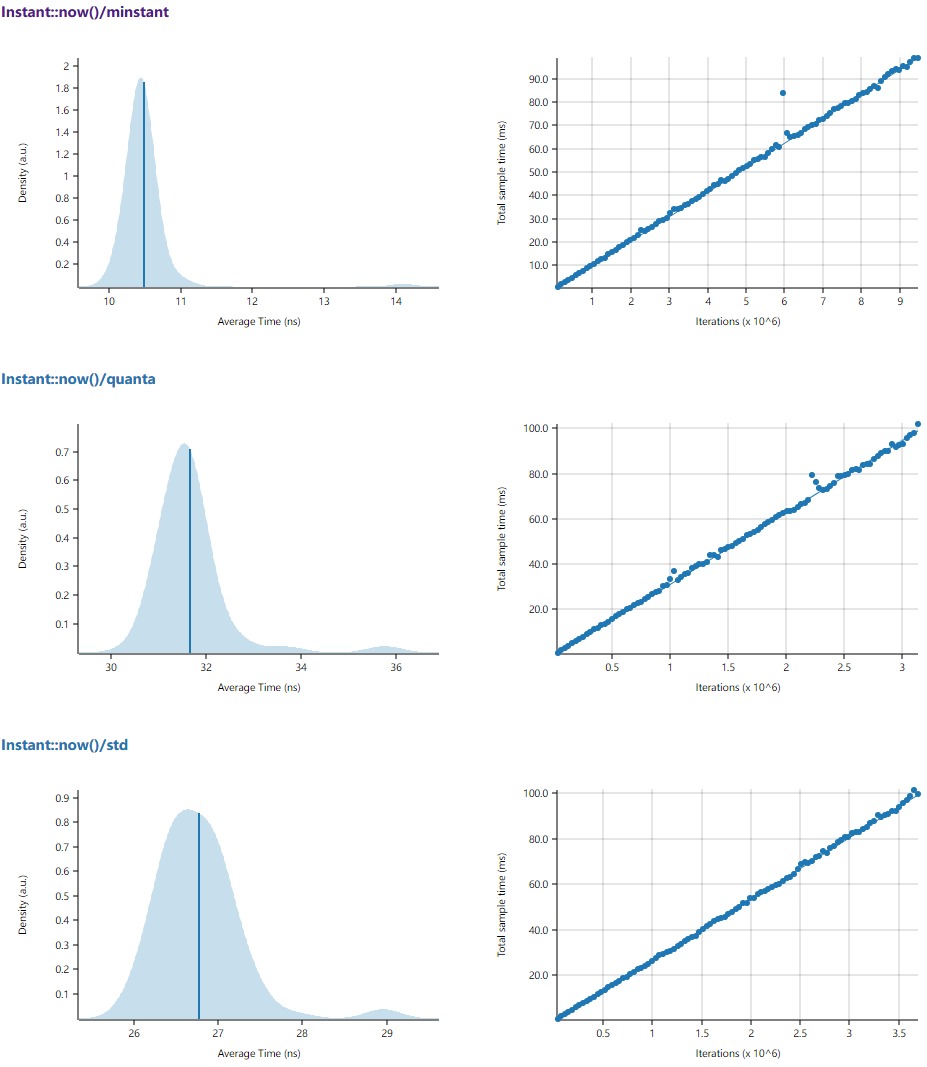 Instant::now()/minstant
2
1.8
1.6
1.4
1.2
1
0.8
0.6
0.4
0.2
Density (a.u.)
10 11 12 13 14
Average Time (ns)
90.0
80.0
70.0
60.0
50.0
40.0
30.0
20.0
10.0
Total sample time (ms)
1 2 3 4 5 6 7 8 9
Iterations (x 10^6)
Instant::now()/quanta
0.7
0.6
0.5
0.4
0.3
0.2
0.1
Density (a.u.)
30 32 34 36
Average Time (ns)
100.0
80.0
60.0
40.0
20.0
Total sample time (ms)
0.5 1 1.5 2 2.5 3
Iterations (x 10^6)
Instant::now()/std
0.9
0.8
0.7
0.6
0.5
0.4
0.3
0.2
0.1
Density (a.u.)
26 27 28 29
Average Time (ns)
100.0
80.0
60.0
40.0
20.0
Total sample time (ms)
0.5 1 1.5 2 2.5 3 3.5
Iterations (x 10^6)